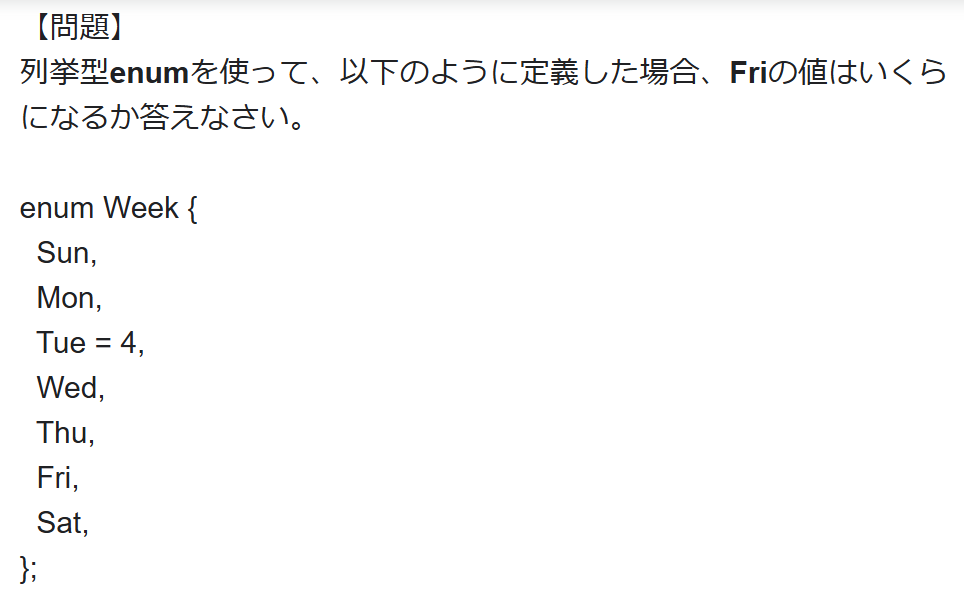 【問題】
列挙型enumを使って、以下のように定義した場合、Friの値はいくら
になるか答えなさい。
enum Week {
Sun,
Mon,
Tue = 4,
Wed,
Thu,
Fri,
Sat,
};